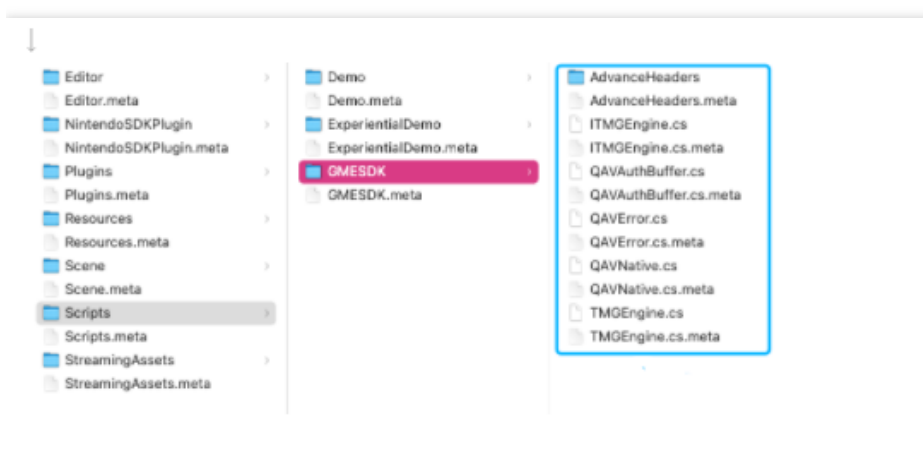 Editor
Editor.meta
NintendoSDKPlugin
NintendoSDKPlugin.meta
Plugins
Plugins.meta
Resources
Resources.meta
Scene
Scene.meta
Scripts
Scripts.meta
StreamingAssets
StreamingAssets.meta
Demo
Demo.meta
ExperientialDemo
ExperientialDemo.meta
GMESDK
GMESDK.meta
AdvanceHeaders
AdvanceHeaders.meta
ITMGEngine.cs
ITMGEngine.cs.meta
QAVAuthBuffer.cs
QAVAuthBuffer.cs.meta
QAVError.cs
QAVError.cs.meta
QAVNative.cs
QAVNative.cs.meta
TMGEngine.cs
TMGEngine.cs.meta